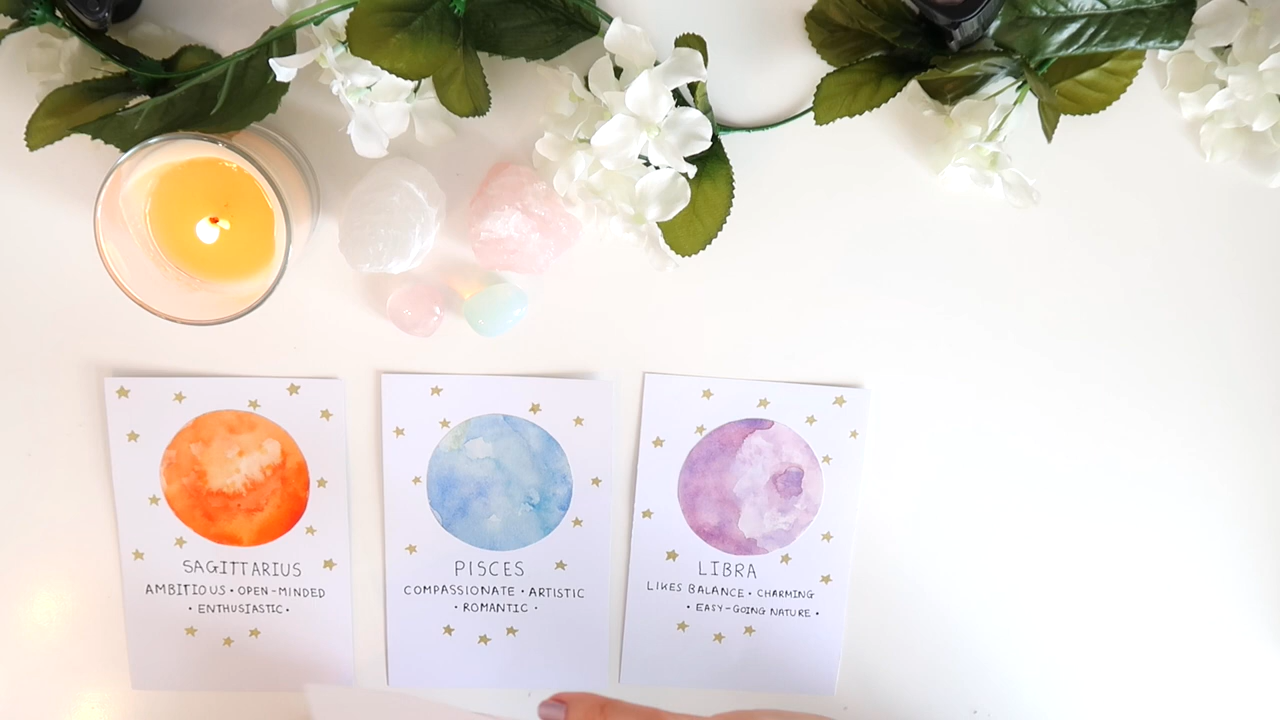 SAGITTARIUS
AMBITIOUS • OPEN-MINDED
• ENTHUSIASTIC •
PISCES
COMPASSIONATE • ARTISTIC
• ROMANTIC •
LIBRA
LIKES BALANCE • CHARMING
• EASY-GOING NATURE •